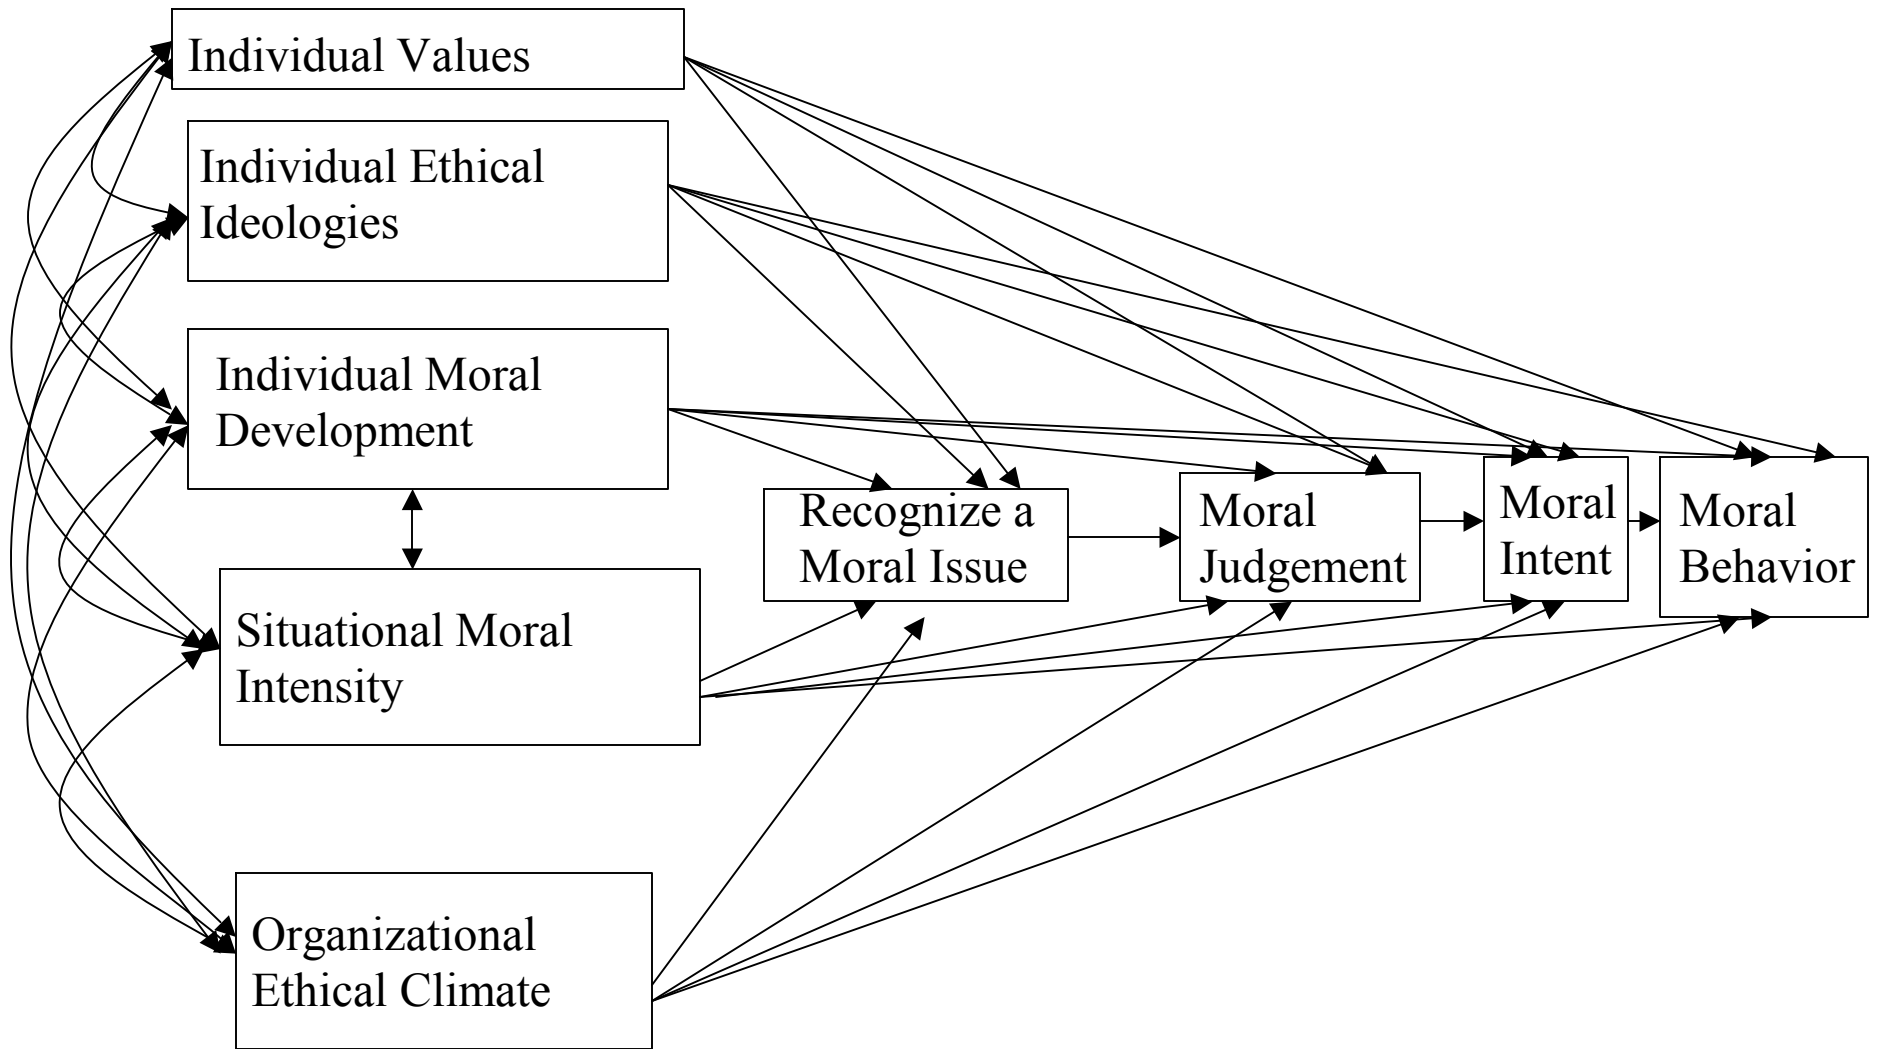 Individual Values
Individual Ethical
Ideologies
Individual Moral
Development
Situational Moral
Intensity
Organizational
Ethical Climate
Recognize a
Moral Issue
Moral
Judgement
Moral
Intent
Moral
Behavior